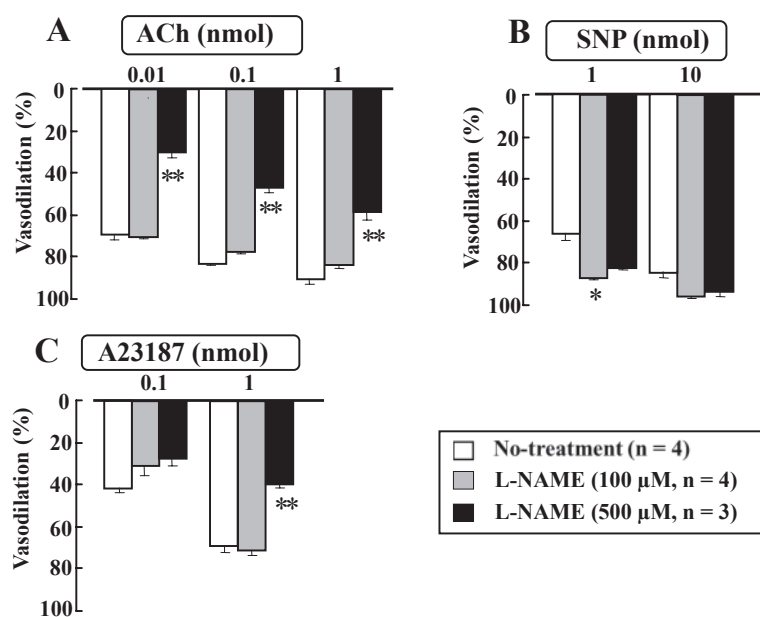 A
ACh (nmol)
0.01 0.1 1
Vasodilation (%)
0
20
40
60
80
100
**
**
**
B
SNP (nmol)
1 10
Vasodilation (%)
0
20
40
60
80
100
*
C
A23187 (nmol)
0.1 1
Vasodilation (%)
0
20
40
60
80
100
**
No-treatment (n = 4)
L-NAME (100 µM, n = 4)
L-NAME (500 µM, n = 3)